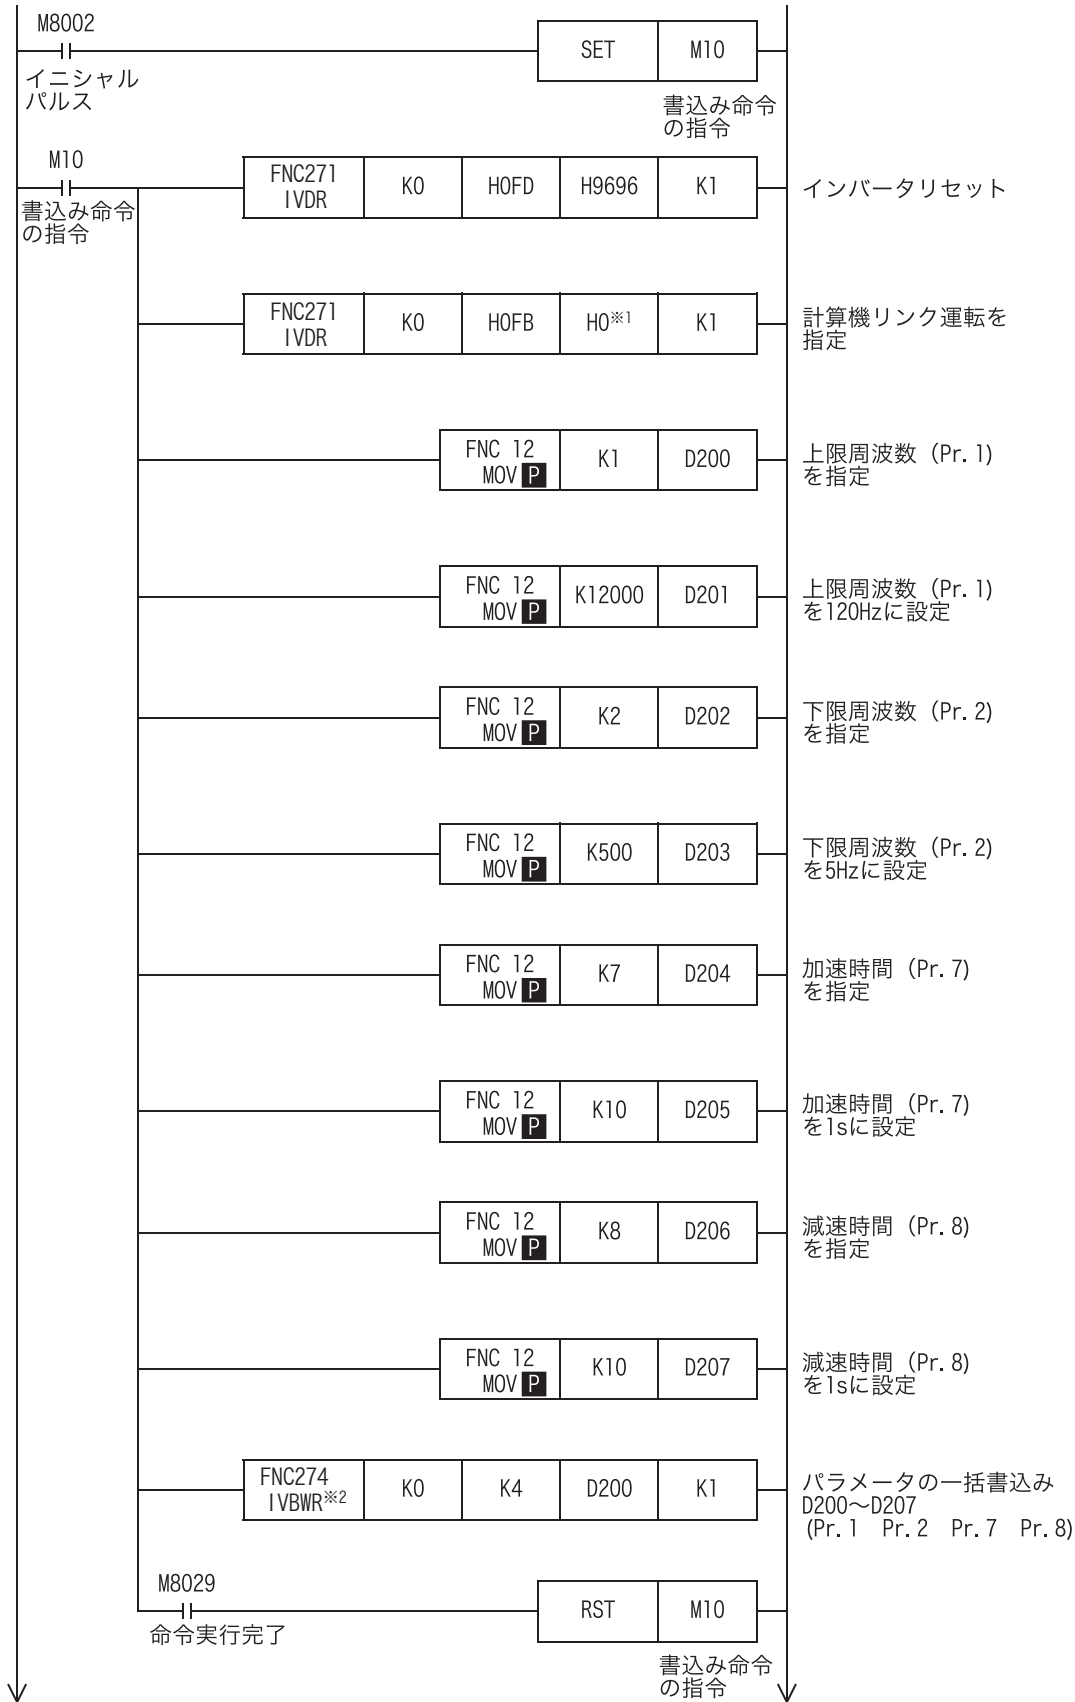 M8002
SET M10
イニシャル
パルス
書込み命令
の指令
M10
FNC271
IVDR K0 H0FD H9696 K1
インバータリセット
書込み命令
の指令
FNC271
IVDR K0 H0FB H0※1 K1
計算機リンク運転を
指定
FNC 12
MOV P K1 D200
上限周波数 (Pr. 1)
を指定
FNC 12
MOV P K12000 D201
上限周波数 (Pr. 1)
を120Hzに設定
FNC 12
MOV P K2 D202
下限周波数 (Pr. 2)
を指定
FNC 12
MOV P K500 D203
下限周波数 (Pr. 2)
を5Hzに設定
FNC 12
MOV P K7 D204
加速時間 (Pr. 7)
を指定
FNC 12
MOV P K10 D205
加速時間 (Pr. 7)
を1sに設定
FNC 12
MOV P K8 D206
減速時間 (Pr. 8)
を指定
FNC 12
MOV P K10 D207
減速時間 (Pr. 8)
を1sに設定
FNC274
IVBWR※2 K0 K4 D200 K1
パラメータの一括書込み
D200～D207
(Pr. 1 Pr. 2 Pr. 7 Pr. 8)
M8029
RST M10
命令実行完了
書込み命令
の指令